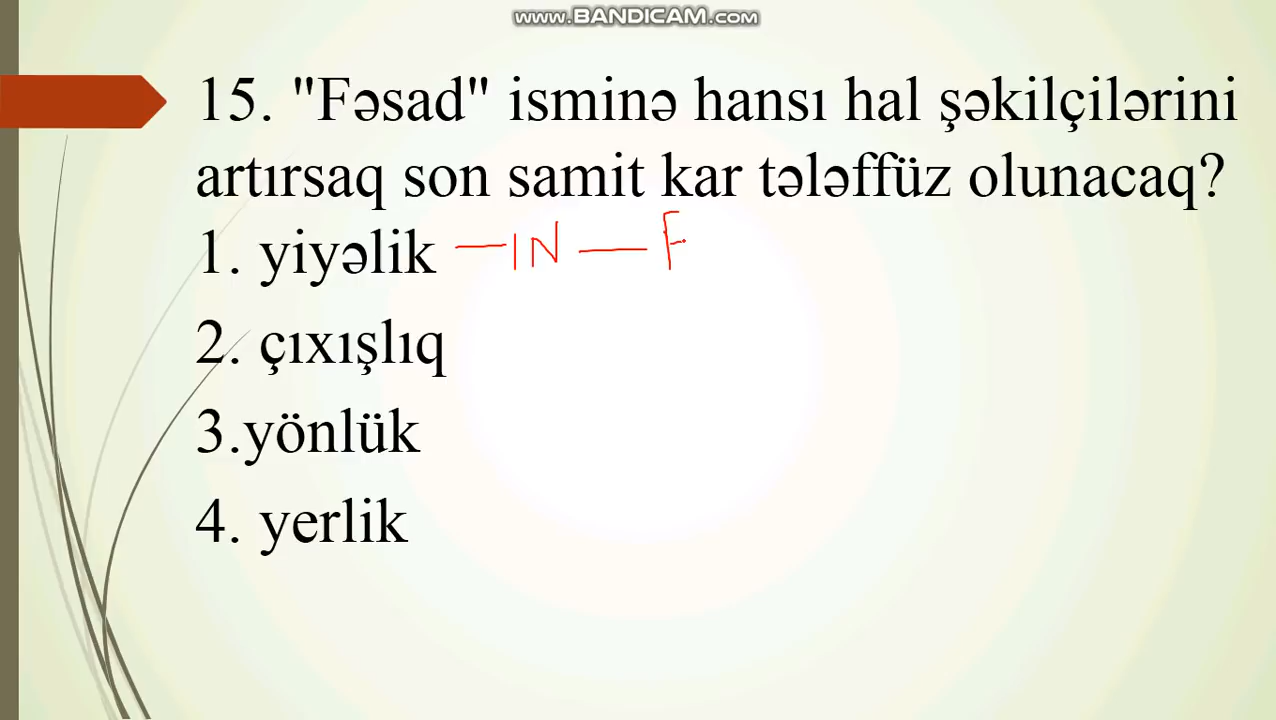 www.BANDICAM.com
15. "Fəsad" isminə hansı hal şəkilçilərini
artırsaq son samit kar tələffüz olunacaq?
1. yiyəlik — IN — F
2. çıxışlıq
3.yönlük
4. yerlik